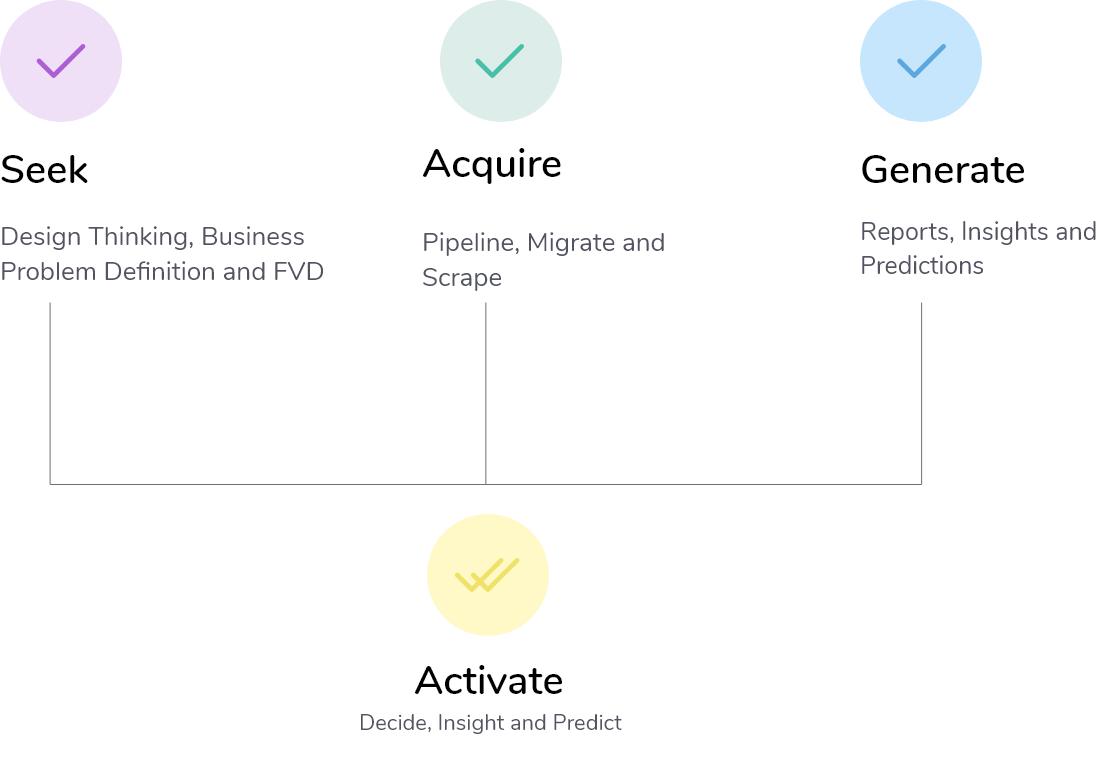 Seek
Design Thinking, Business
Problem Definition and FVD
Acquire
Pipeline, Migrate and
Scrape
Generate
Reports, Insights and
Predictions
Activate
Decide, Insight and Predict